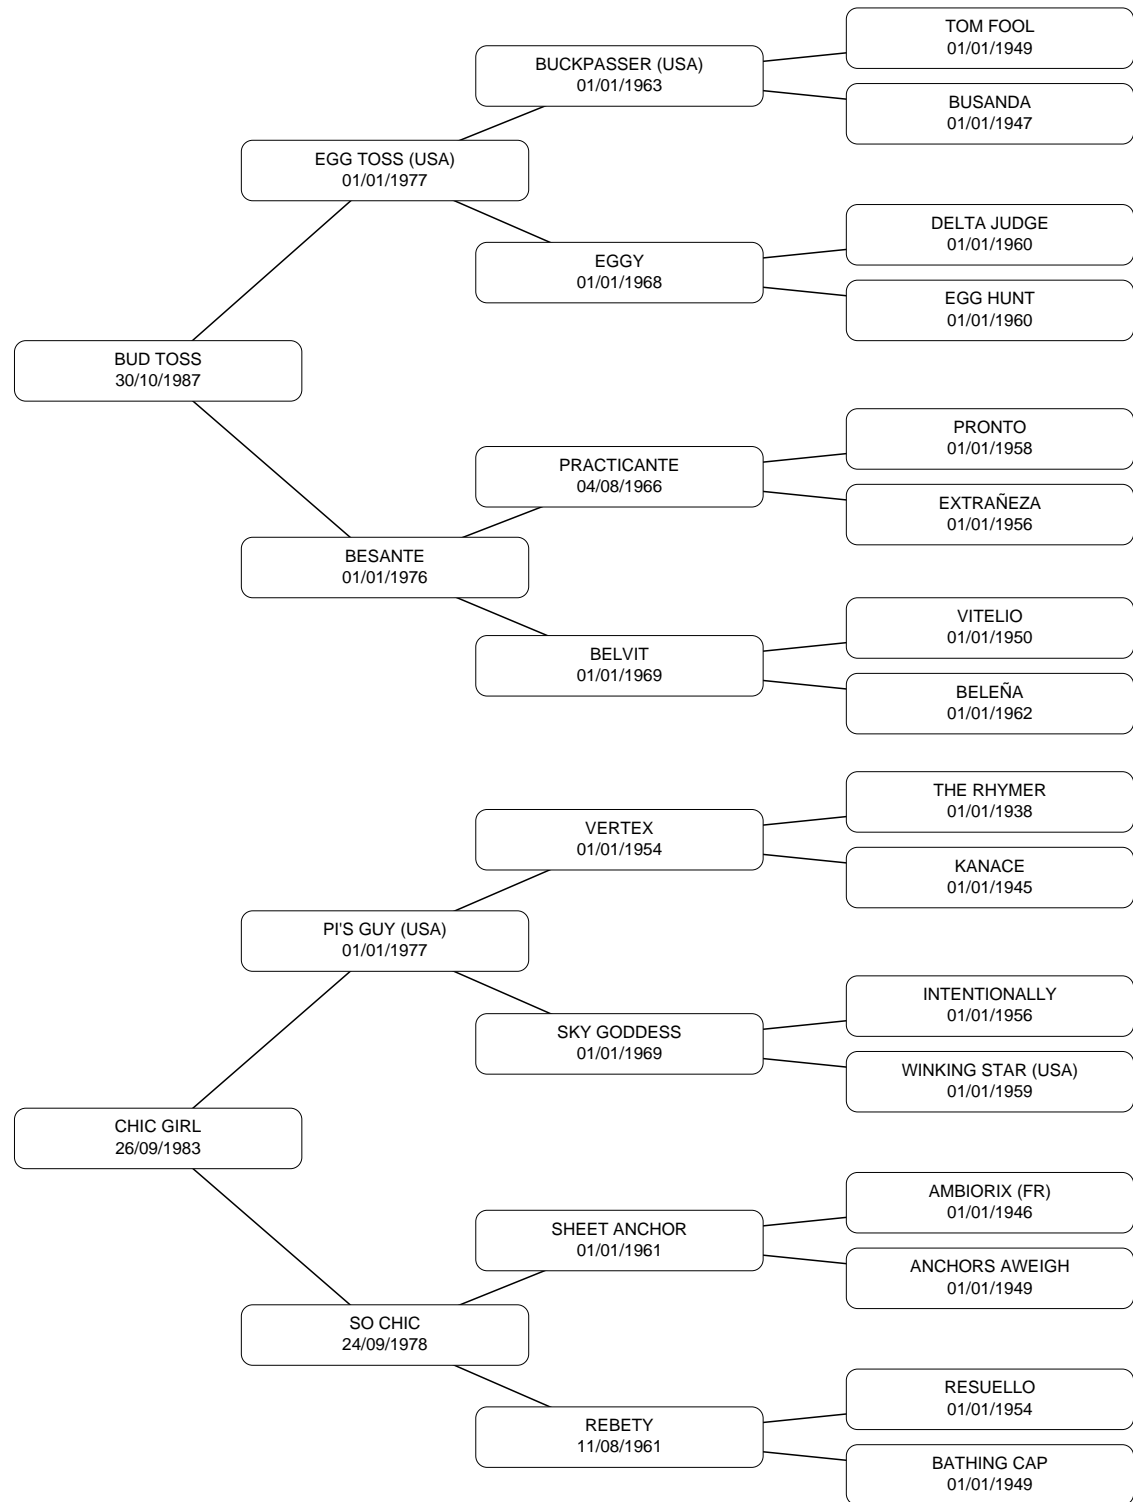 TOM FOOL
01/01/1949
BUCKPASSER (USA)
01/01/1963
BUSANDA
01/01/1947
EGG TOSS (USA)
01/01/1977
DELTA JUDGE
01/01/1960
EGGY
01/01/1968
EGG HUNT
01/01/1960
BUD TOSS
30/10/1987
PRONTO
01/01/1958
PRACTICANTE
04/08/1966
EXTRAÑEZA
01/01/1956
BESANTE
01/01/1976
VITELIO
01/01/1950
BELVIT
01/01/1969
BELEÑA
01/01/1962
THE RHYMER
01/01/1938
VERTEX
01/01/1954
KANACE
01/01/1945
PI'S GUY (USA)
01/01/1977
INTENTIONALLY
01/01/1956
SKY GODDESS
01/01/1969
WINKING STAR (USA)
01/01/1959
CHIC GIRL
26/09/1983
AMBIORIX (FR)
01/01/1946
SHEET ANCHOR
01/01/1961
ANCHORS AWEIGH
01/01/1949
SO CHIC
24/09/1978
RESUELLO
01/01/1954
REBETY
11/08/1961
BATHING CAP
01/01/1949